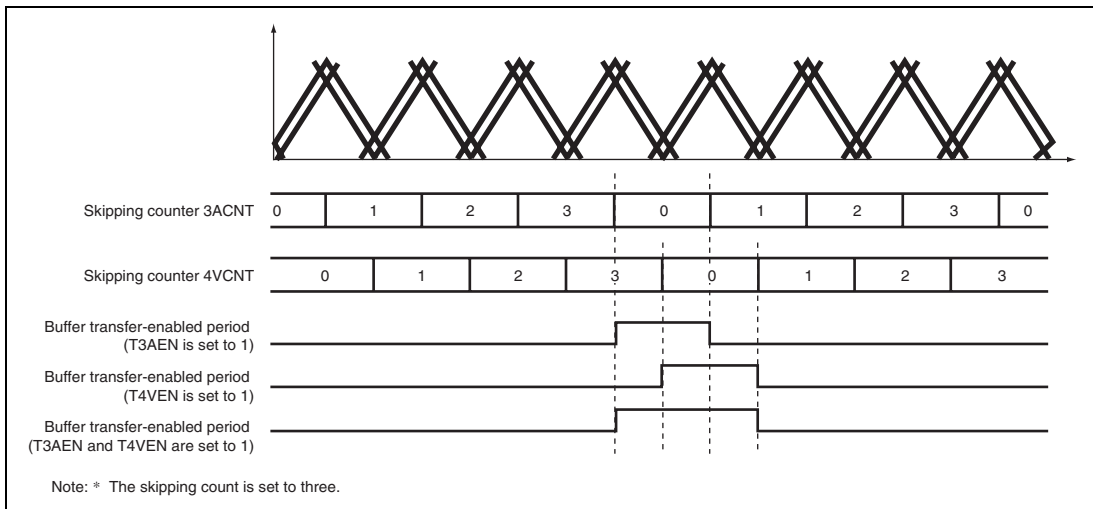 Skipping counter 3ACNT 0 1 2 3 0 1 2 3 0
Skipping counter 4VCNT 0 1 2 3 0 1 2 3
Buffer transfer-enabled period
(T3AEN is set to 1)
Buffer transfer-enabled period
(T4VEN is set to 1)
Buffer transfer-enabled period
(T3AEN and T4VEN are set to 1)
Note: * The skipping count is set to three.